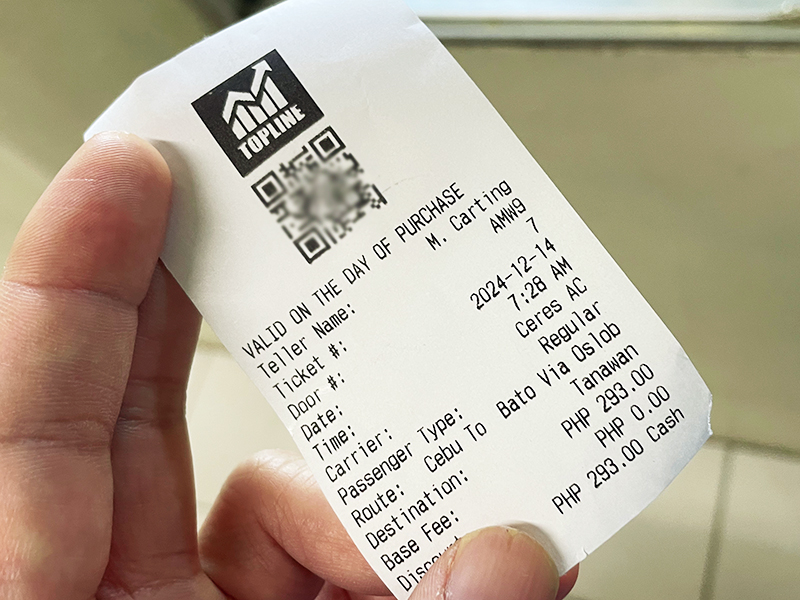 TOPLINE
VALID ON THE DAY OF PURCHASE
Teller Name: M. Carting
Ticket #: AMW9
Door #: 7
Date: 2024-12-14
Time: 7:28 AM
Carrier: Ceres AC
Passenger Type: Regular
Route: Cebu To Bato Via Oslob
Destination: Tanawan
Base Fee: PHP 293.00
PHP 0.00
PHP 293.00 Cash